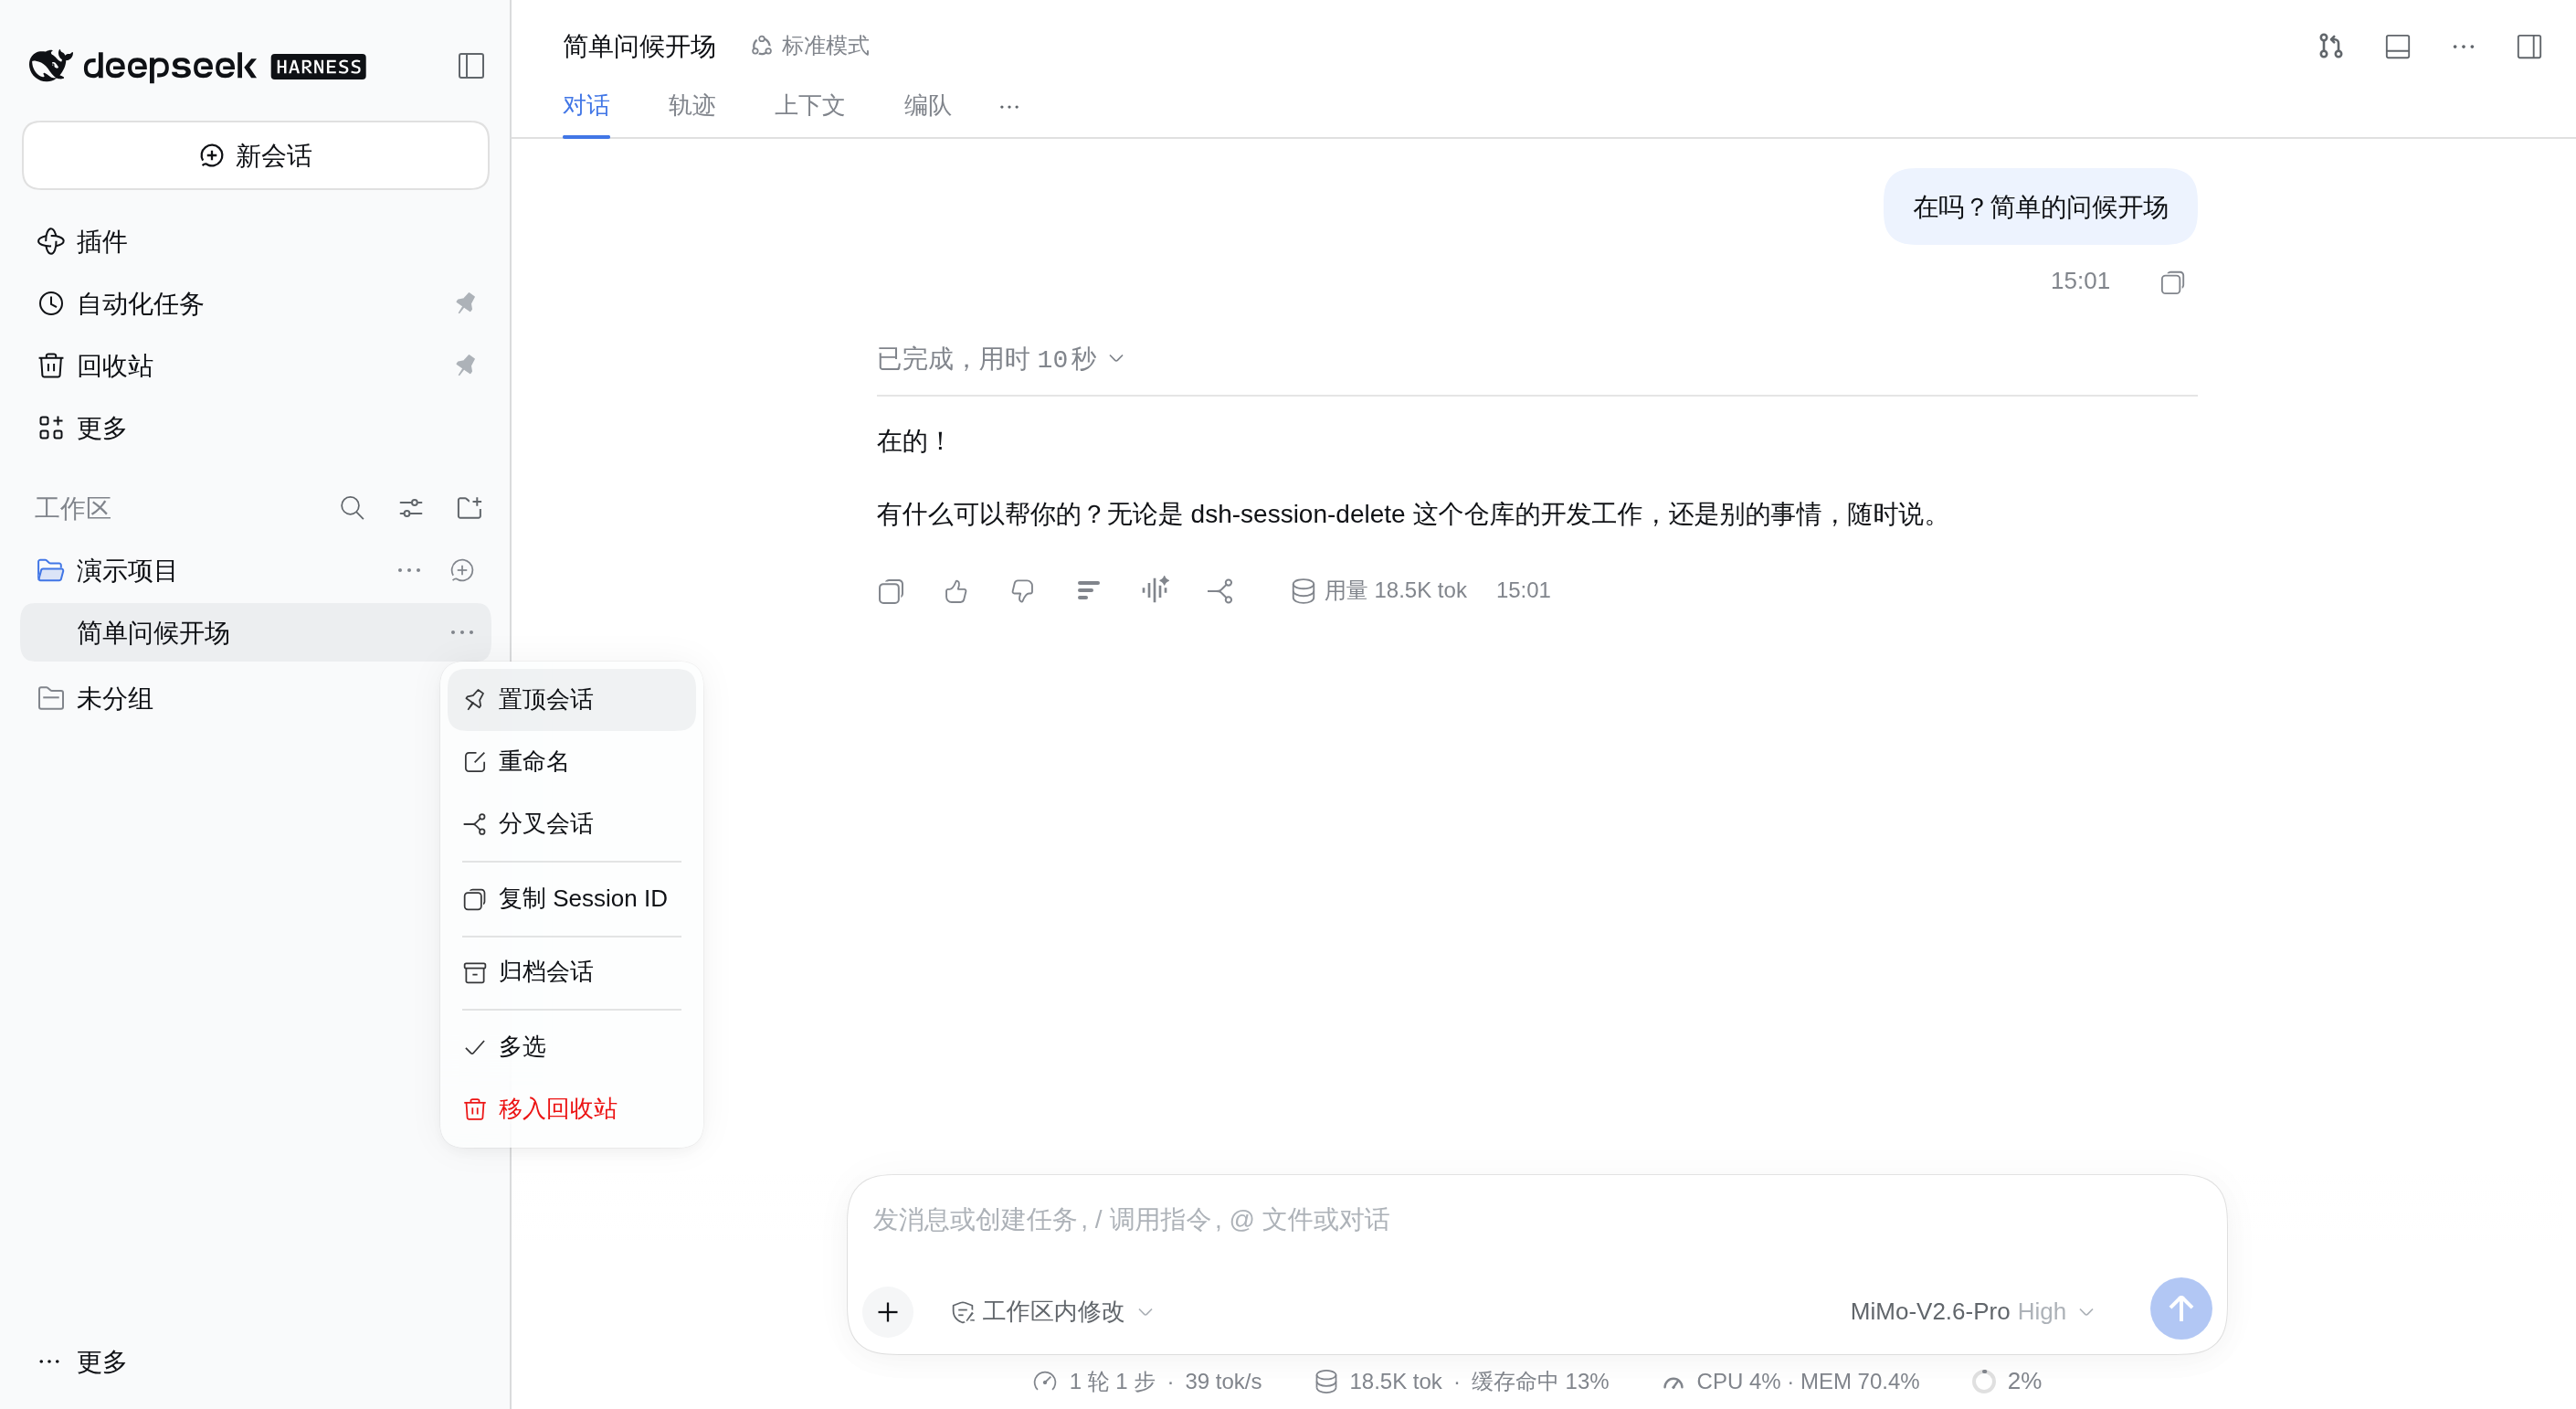 deepseek HARNESS
新会话
插件
自动化任务
回收站
更多
工作区
演示项目
简单问候开场
未分组
更多
置顶会话
重命名
分叉会话
复制 Session ID
归档会话
多选
移入回收站
简单问候开场 标准模式
对话 轨迹 上下文 编队
在吗？简单的问候开场
15:01
已完成，用时 10秒
在的！
有什么可以帮你的？无论是 dsh-session-delete 这个仓库的开发工作，还是别的事情，随时说。
用量 18.5K tok 15:01
发消息或创建任务, / 调用指令, @ 文件或对话
工作区内修改 MiMo-V2.6-Pro High
1 轮 1 步 · 39 tok/s 18.5K tok · 缓存命中 13% CPU 4% · MEM 70.4% 2%